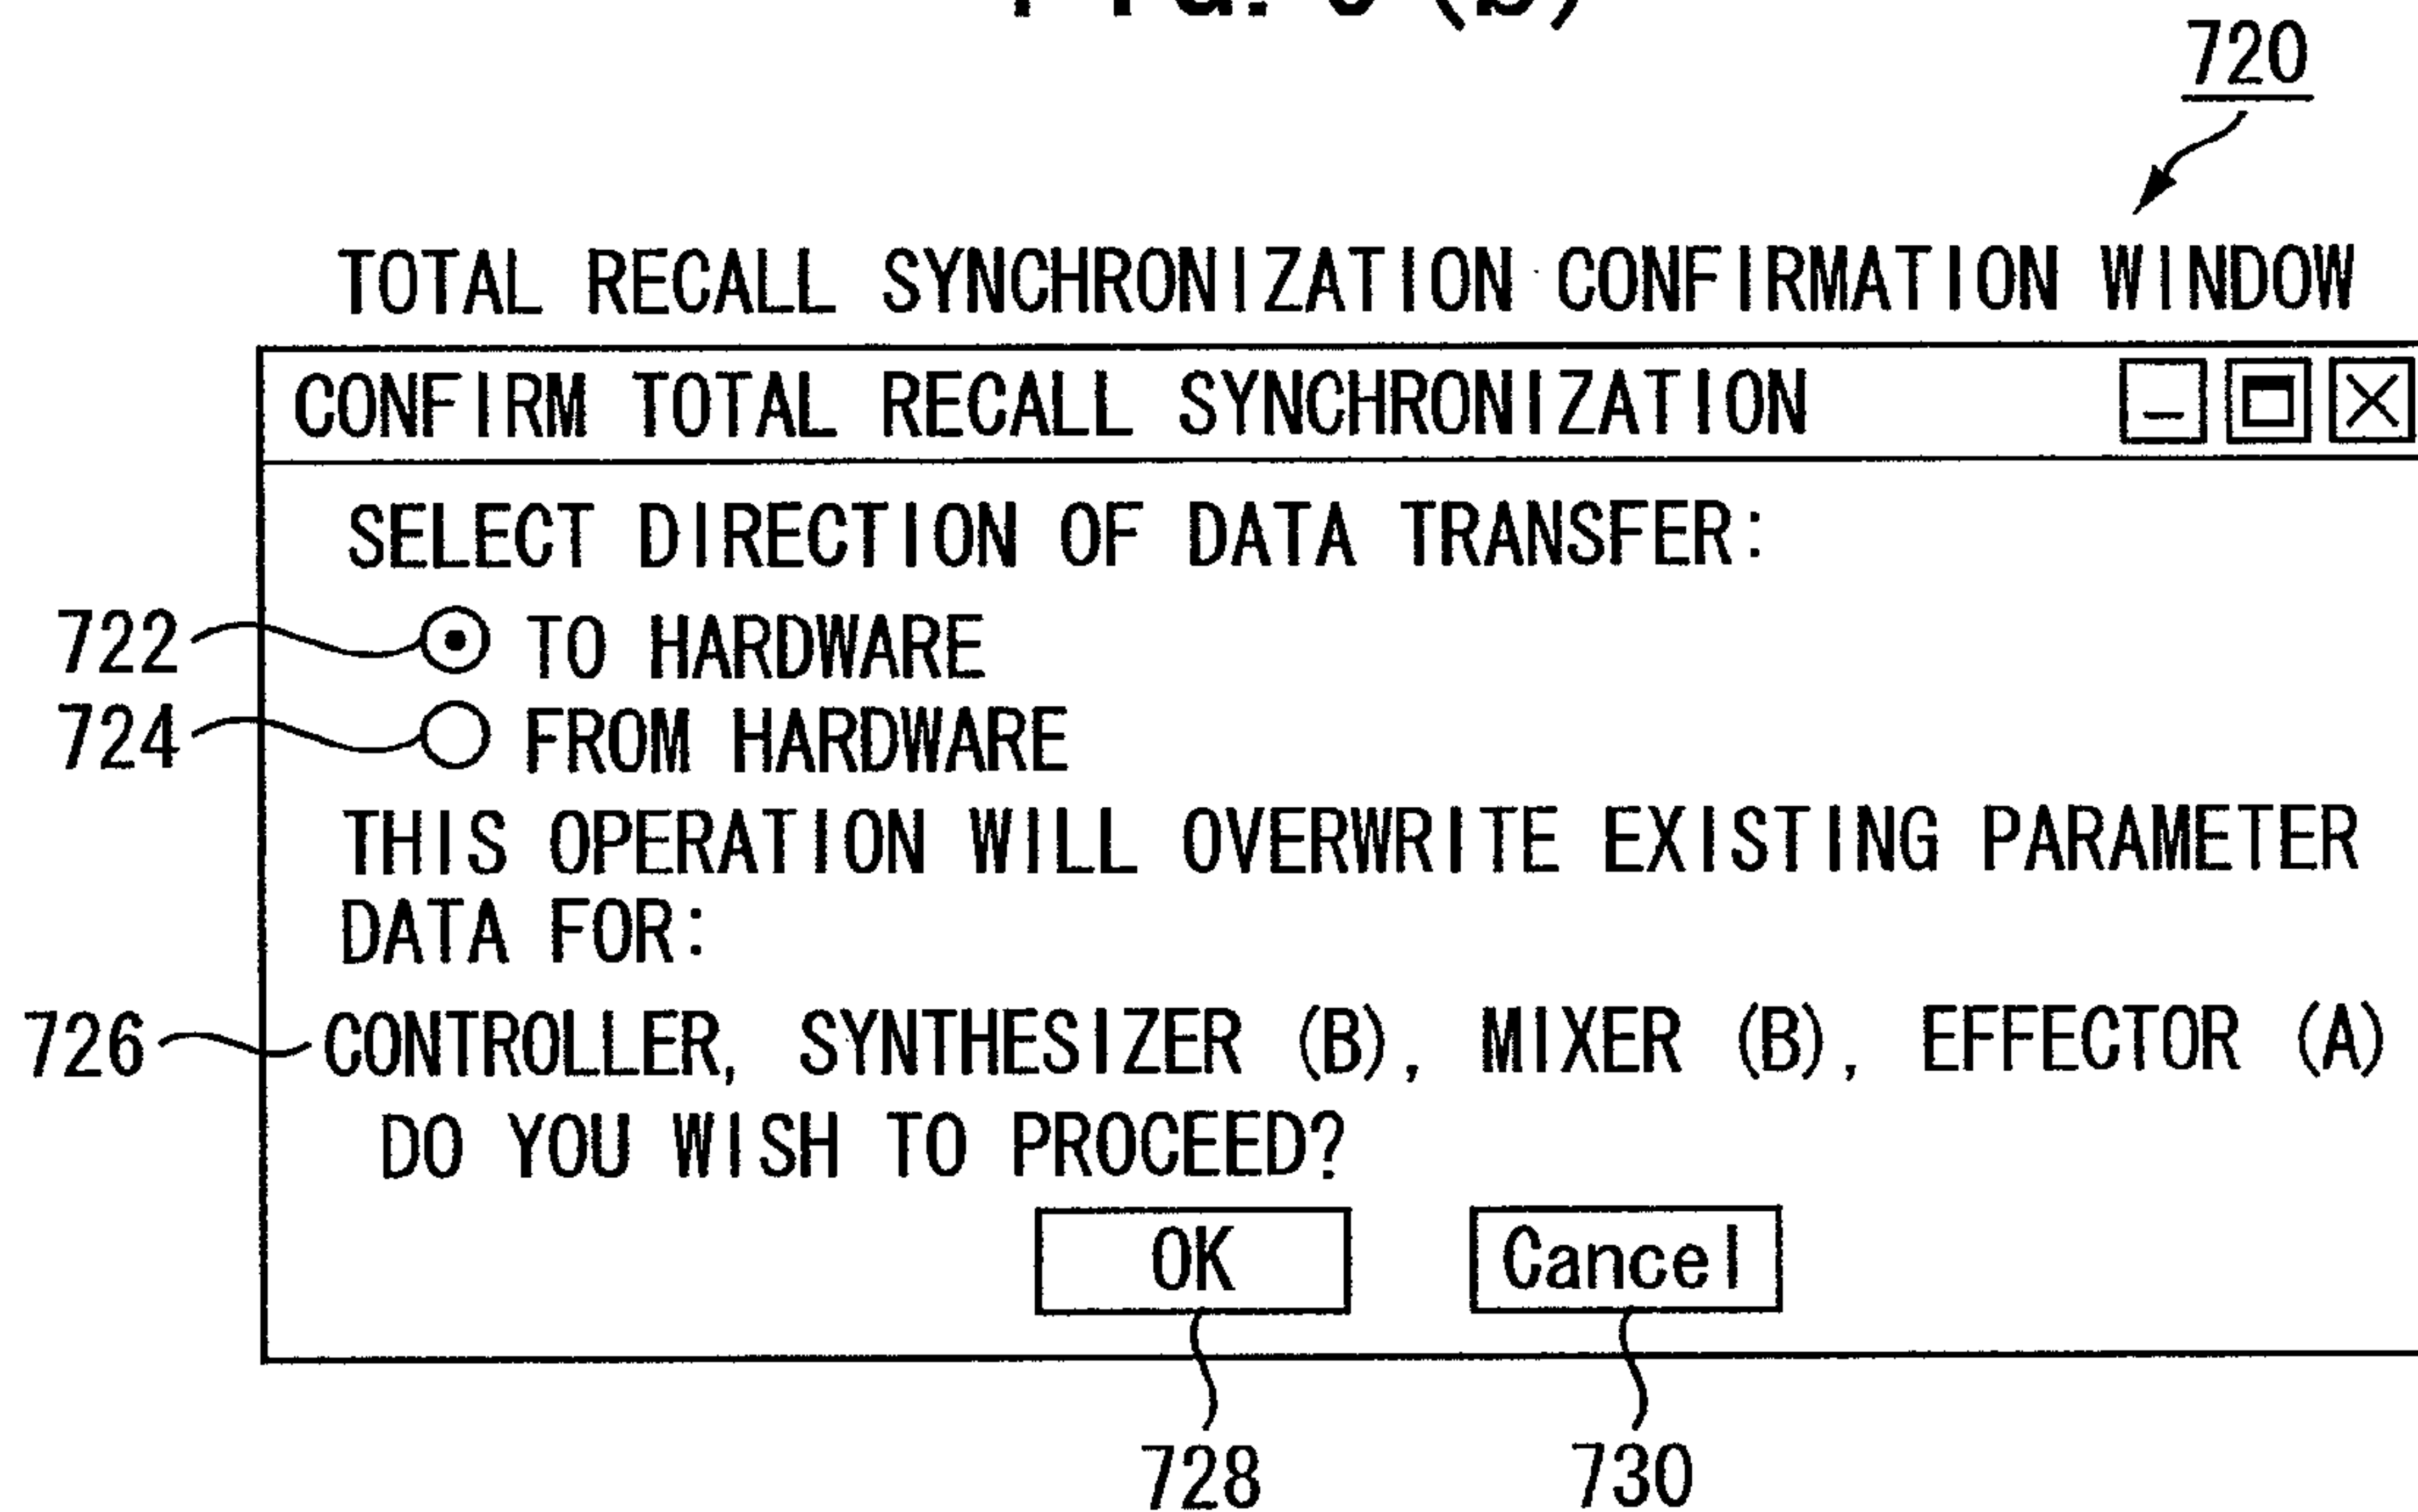 (b)
720
TOTAL RECALL SYNCHRONIZATION CONFIRMATION WINDOW
CONFIRM TOTAL RECALL SYNCHRONIZATION
SELECT DIRECTION OF DATA TRANSFER:
722 TO HARDWARE
724 FROM HARDWARE
THIS OPERATION WILL OVERWRITE EXISTING PARAMETER
DATA FOR:
726 CONTROLLER, SYNTHESIZER (B), MIXER (B), EFFECTOR (A)
DO YOU WISH TO PROCEED?
OK Cancel
728 730